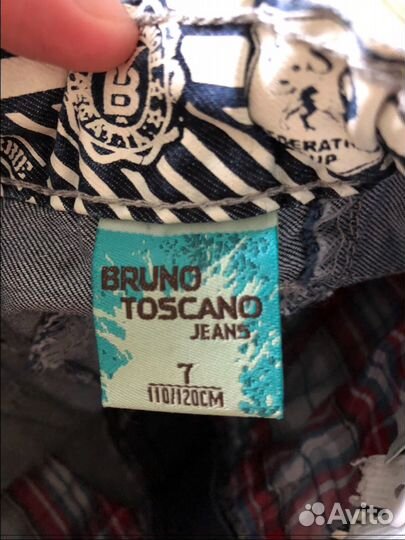 B
BRUNO
TOSCANO
JEANS
7
110/120CM
Avito